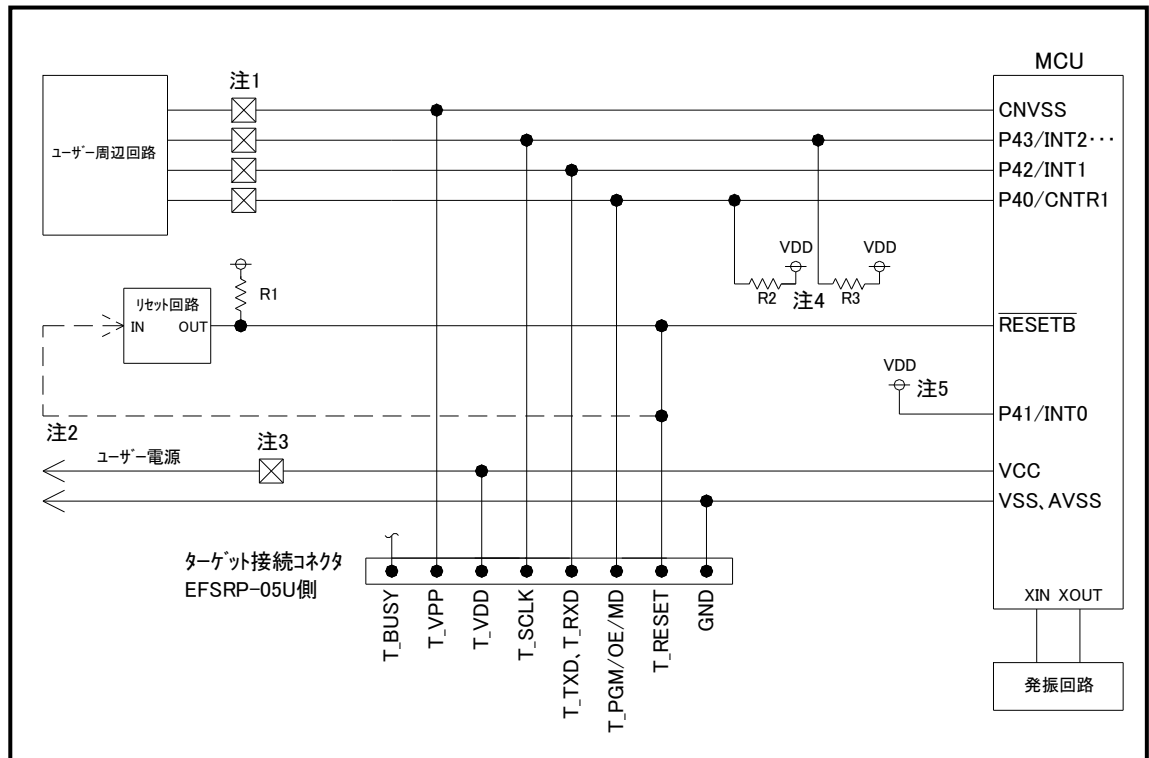 MCU
注1
CNVSS
P43/INT2・・・
ユーザー周辺回路
P42/INT1
P40/CNTR1
VDD
VDD
リセット回路
R1
R2
注4
R3
IN
OUT
RESETB
VDD
注5
P41/INT0
注2
注3
ユーザー電源
VCC
VSS、AVSS
ターゲット接続コネクタ
EFSRP-05U側
T_BUSY
T_VPP
T_VDD
T_SCLK
T_TXD、T_RXD
T_PGM/OE/MD
T_RESET
GND
XIN XOUT
発振回路